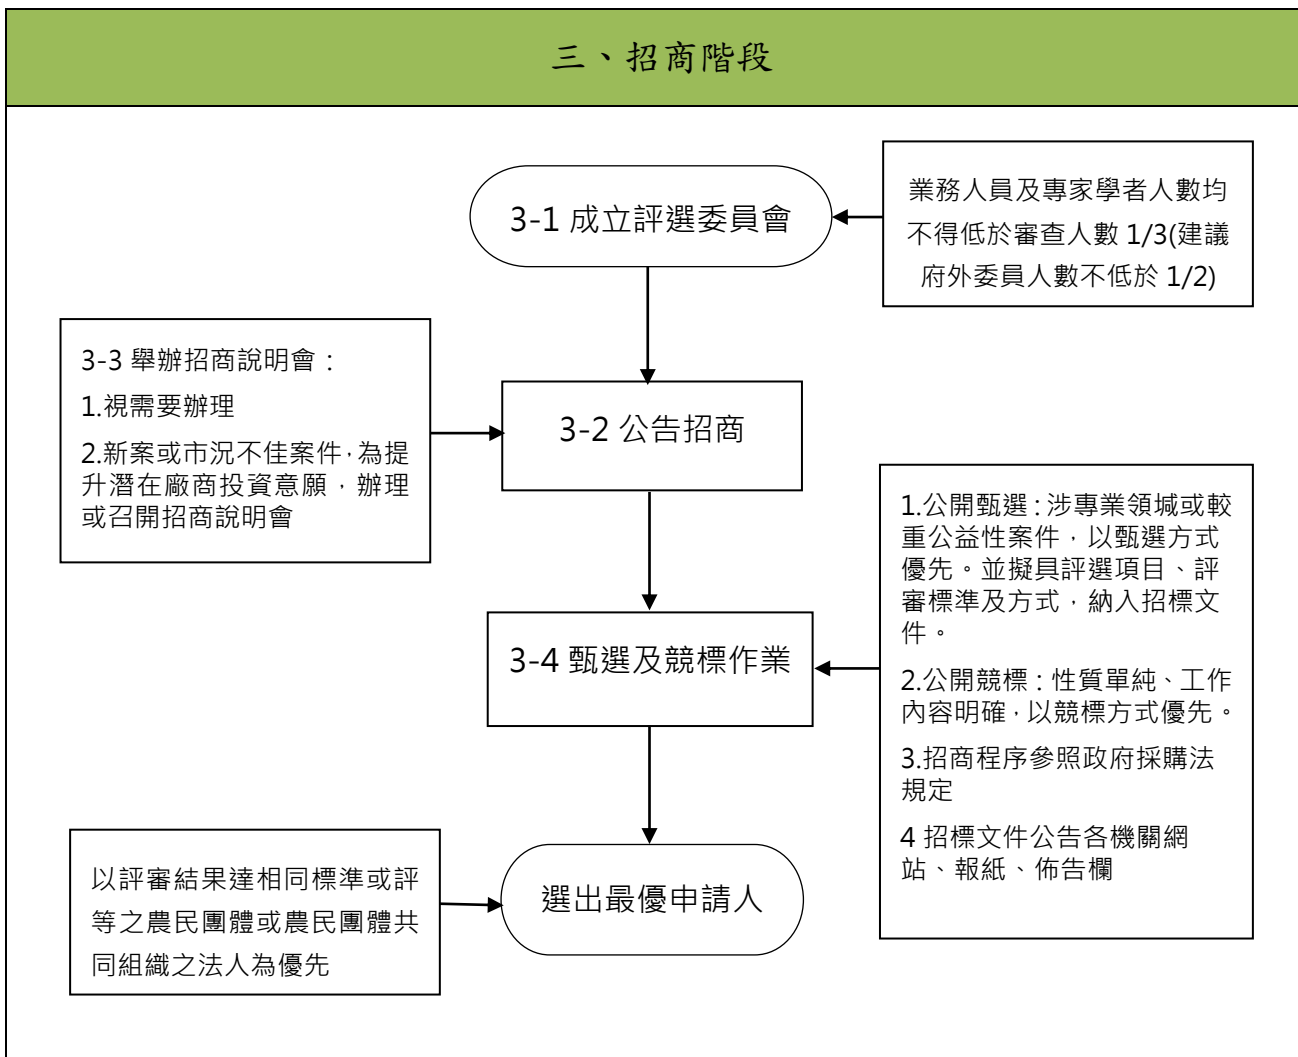 三、招商階段
3-1 成立評選委員會
業務人員及專家學者人數均
不得低於審查人數 1/3(建議
府外委員人數不低於 1/2)
3-3 舉辦招商說明會：
1.視需要辦理
2.新案或市況不佳案件，為提
升潛在廠商投資意願，辦理
或召開招商說明會
3-2 公告招商
1.公開甄選：涉專業領域或較
重公益性案件，以甄選方式
優先。並擬具評選項目、評
審標準及方式，納入招標文
件。
2.公開競標：性質單純、工作
內容明確，以競標方式優先。
3.招商程序參照政府採購法
規定
4 招標文件公告各機關網
站、報紙、佈告欄
3-4 甄選及競標作業
以評審結果達相同標準或評
等之農民團體或農民團體共
同組織之法人為優先
選出最優申請人